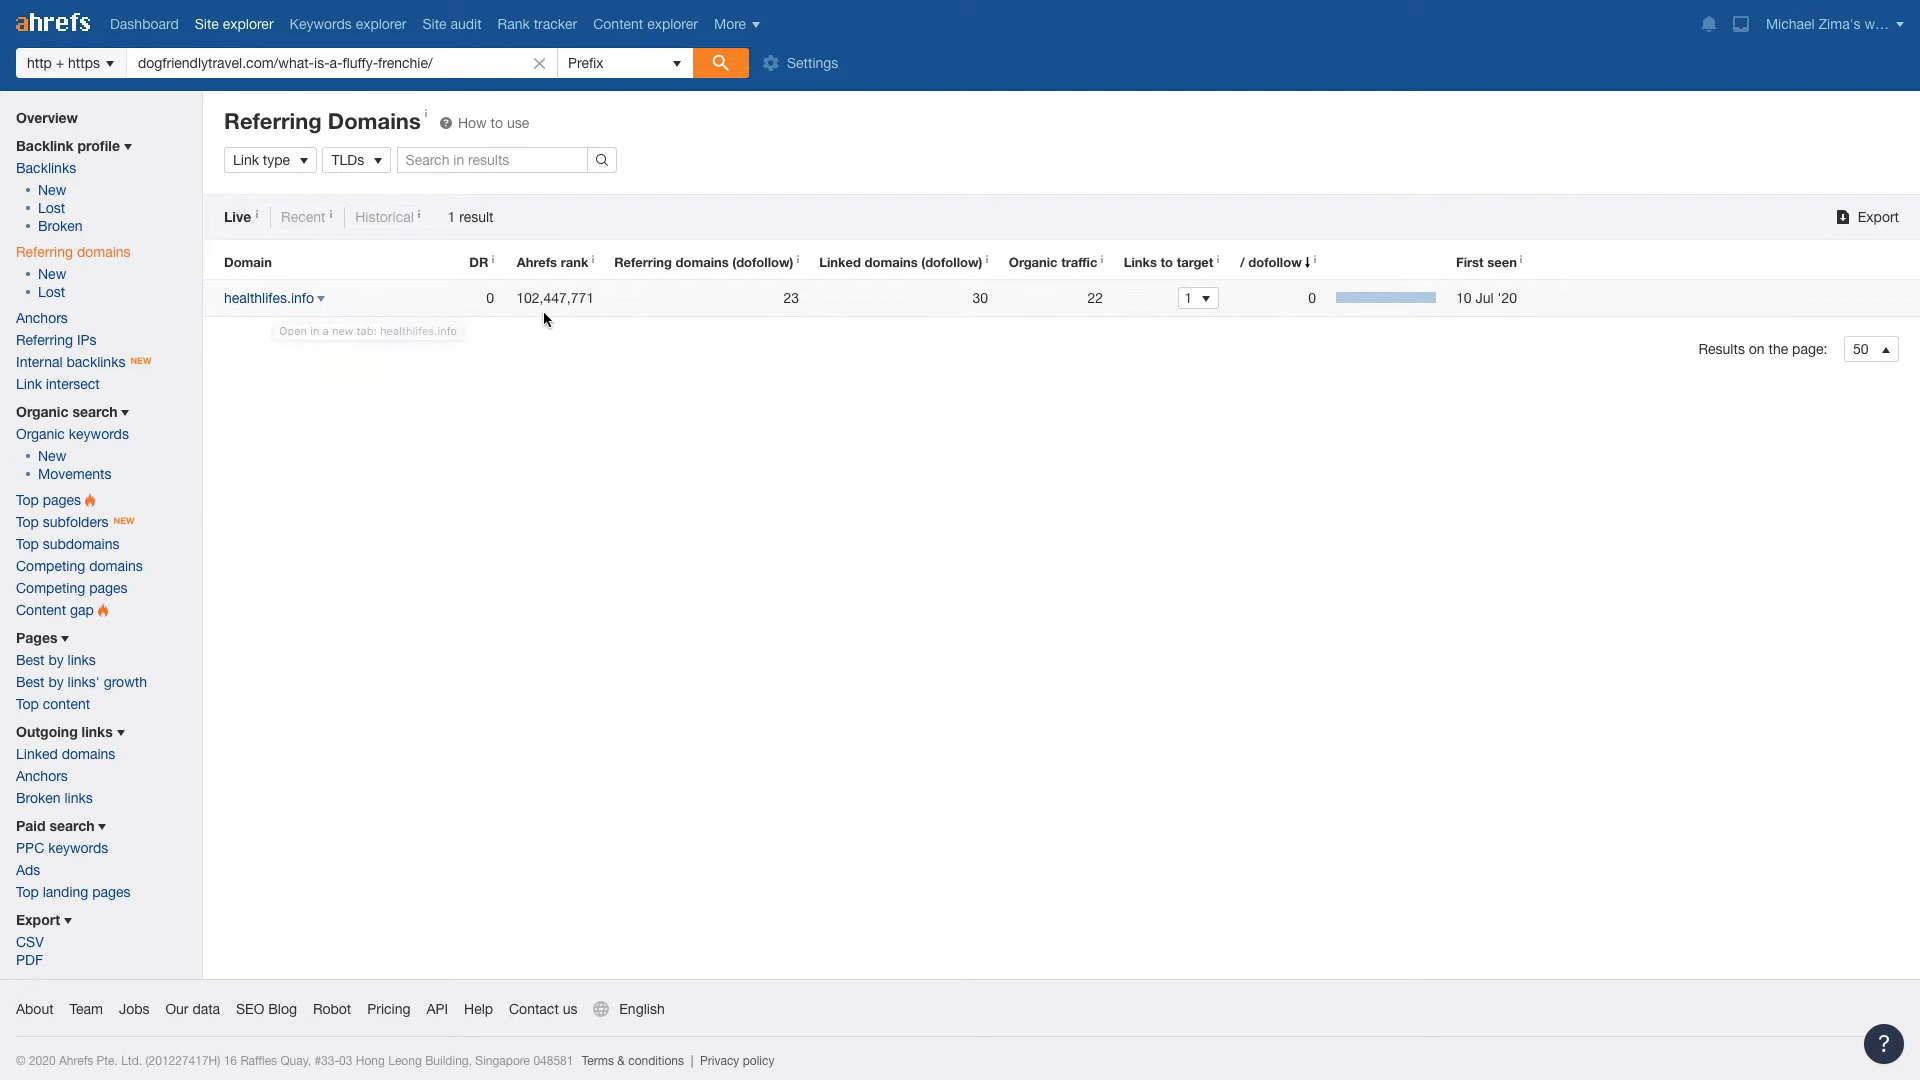 ahrefs Dashboard Site explorer Keywords explorer Site audit Rank tracker Content explorer More Michael Zima's w…
http + https dogfriendlytravel.com/what-is-a-fluffy-frenchie/ Prefix Settings
Overview
Backlink profile
Backlinks
• New
• Lost
• Broken
Referring domains
• New
• Lost
Anchors
Referring IPs
Internal backlinks NEW
Link intersect
Organic search
Organic keywords
• New
• Movements
Top pages
Top subfolders NEW
Top subdomains
Competing domains
Competing pages
Content gap
Pages
Best by links
Best by links' growth
Top content
Outgoing links
Linked domains
Anchors
Broken links
Paid search
PPC keywords
Ads
Top landing pages
Export
CSV
PDF
Referring Domains i ? How to use
Link type TLDs Search in results
Live i Recent i Historical i 1 result Export
Domain DR i Ahrefs rank i Referring domains (dofollow) i Linked domains (dofollow) i Organic traffic i Links to target i / dofollow ↓ i First seen i
healthlifes.info 0 102,447,771 23 30 22 1 0 10 Jul '20
Open in a new tab: healthlifes.info
Results on the page: 50
About Team Jobs Our data SEO Blog Robot Pricing API Help Contact us English
© 2020 Ahrefs Pte. Ltd. (201227417H) 16 Raffles Quay, #33-03 Hong Leong Building, Singapore 048581 Terms & conditions | Privacy policy
?